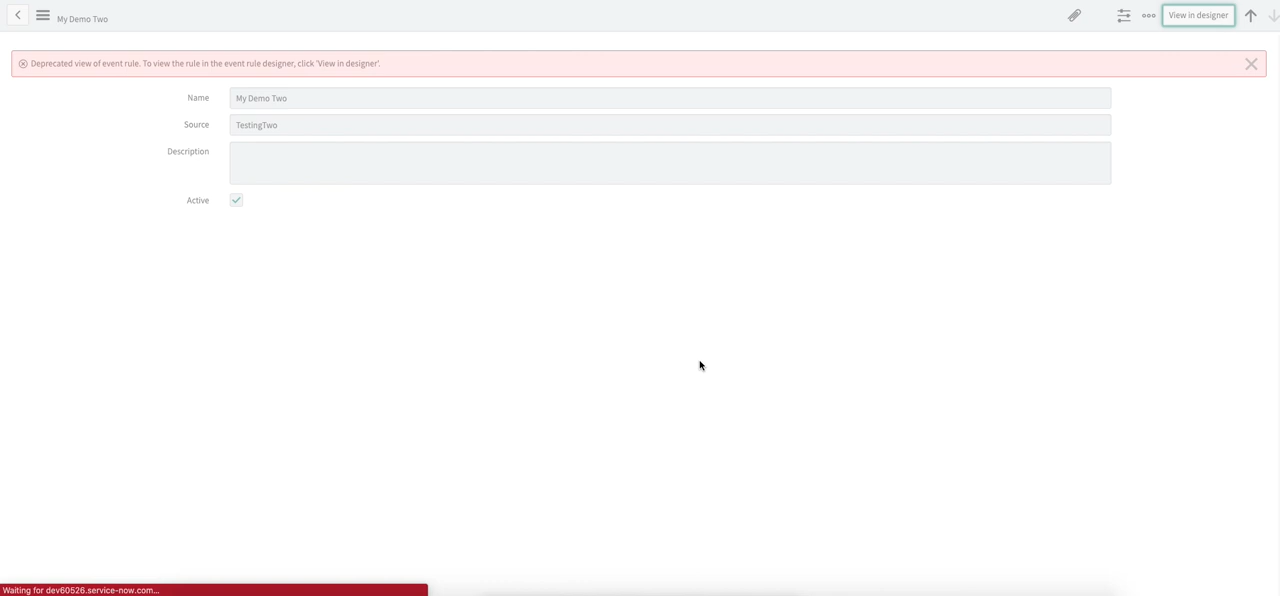 My Demo Two
View in designer
Deprecated view of event rule. To view the rule in the event rule designer, click 'View in designer'.
Name
My Demo Two
Source
TestingTwo
Description
Active
Waiting for dev60526.service-now.com...